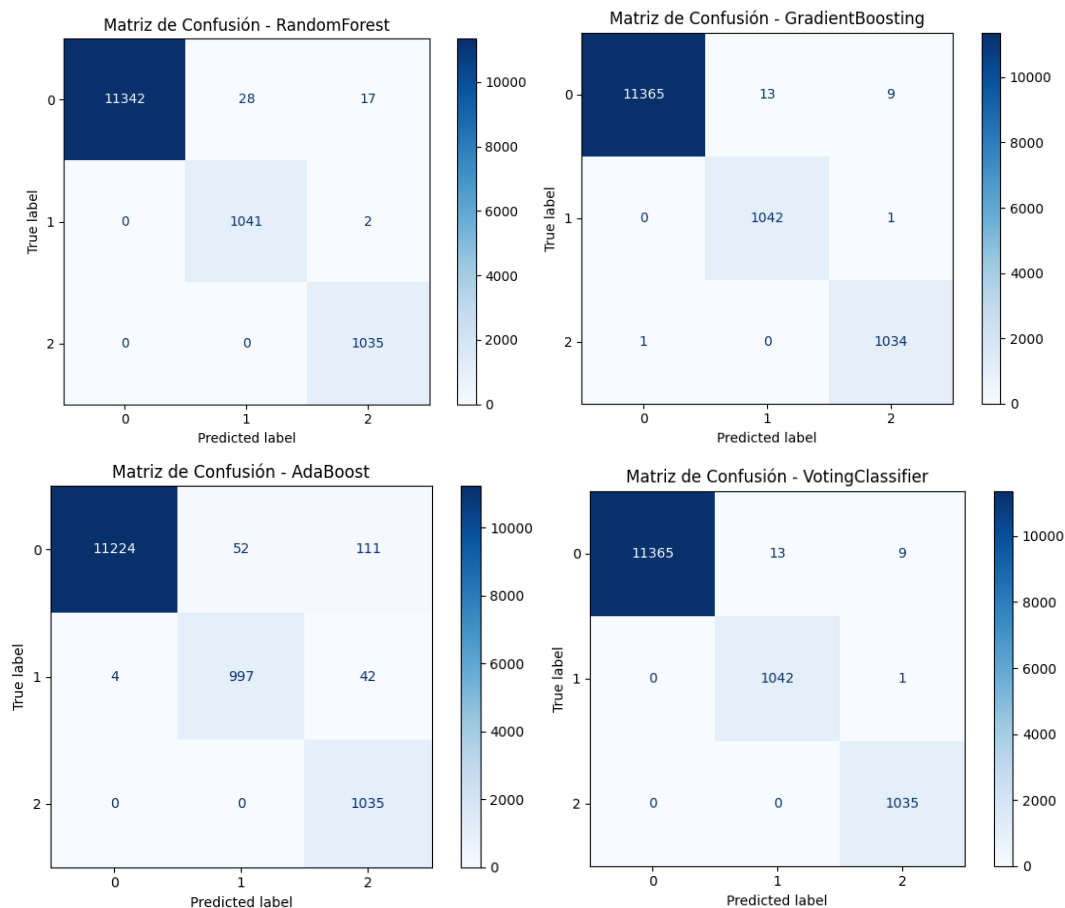 Matriz de Confusión - RandomForest
0 11342 28 17
1 0 1041 2
2 0 0 1035
0 1 2
Predicted label
True label
10000
8000
6000
4000
2000
0
Matriz de Confusión - GradientBoosting
0 11365 13 9
1 0 1042 1
2 1 0 1034
0 1 2
Predicted label
True label
10000
8000
6000
4000
2000
0
Matriz de Confusión - AdaBoost
0 11224 52 111
1 4 997 42
2 0 0 1035
0 1 2
Predicted label
True label
10000
8000
6000
4000
2000
0
Matriz de Confusión - VotingClassifier
0 11365 13 9
1 0 1042 1
2 0 0 1035
0 1 2
Predicted label
True label
10000
8000
6000
4000
2000
0